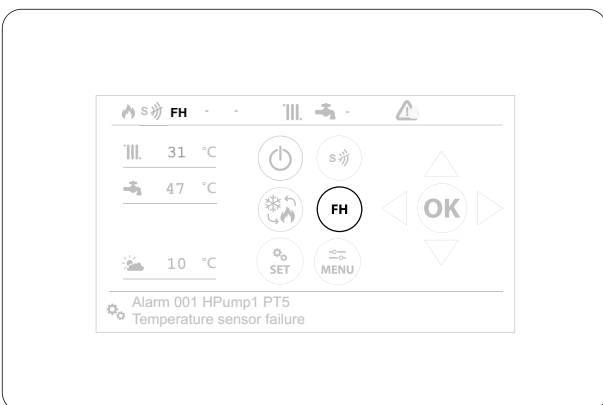 S FH - - -
31 °C
S
47 °C
FH
OK
10 °C
SET
MENU
Alarm 001 HPump1 PT5
Temperature sensor failure